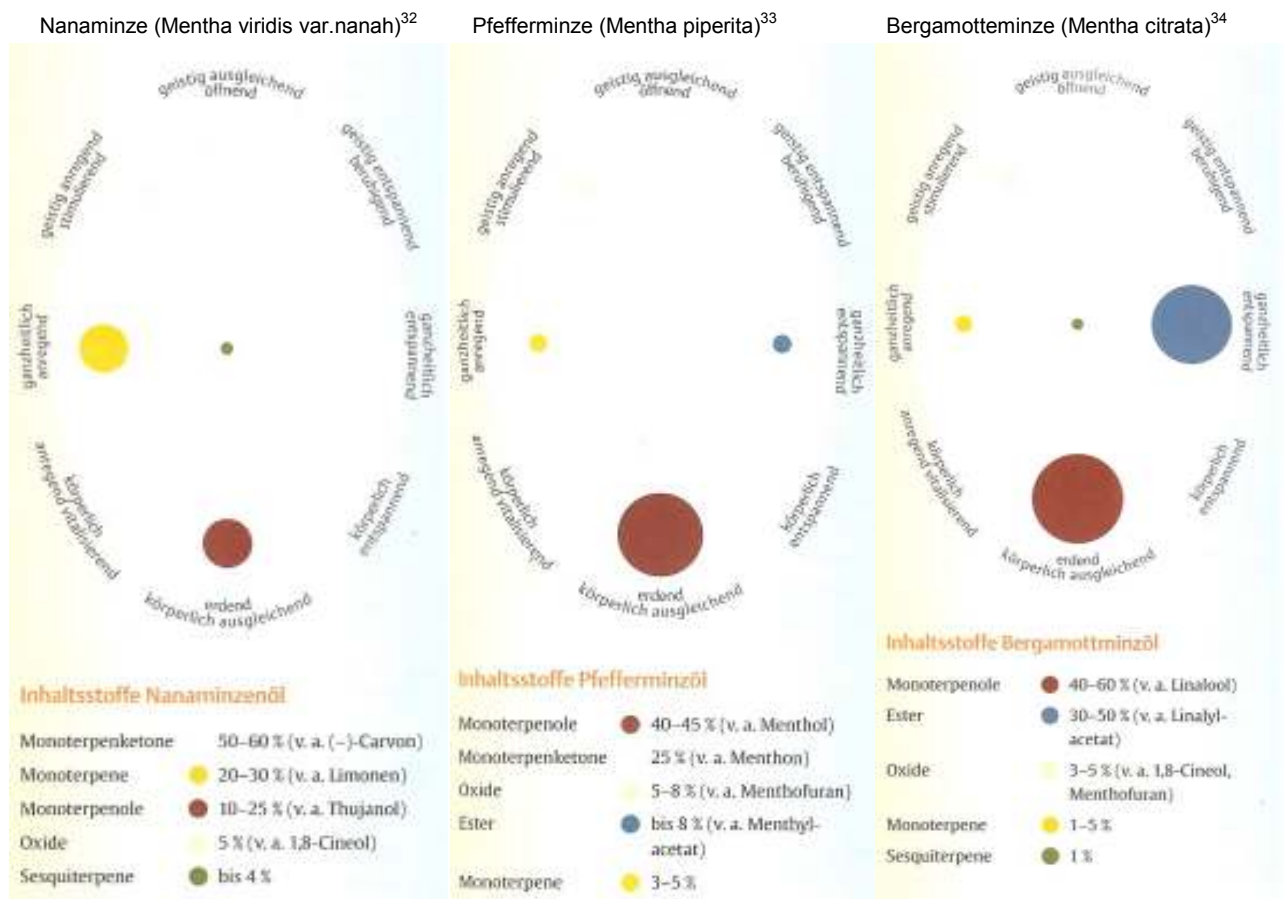 Nanaminze (Mentha viridis var.nanah)32
geistig ausgleichend
öffnend
geistig anregend
stimulierend
geistig entspannend
beruhigend
ganzheitlich
anregend
ganzheitlich
entspannend
körperlich
anregend vitalisierend
körperlich
entspannend
erdend
körperlich ausgleichend
Inhaltsstoffe Nanaminzenöl
Monoterpenketone 50–60 % (v. a. (–)-Carvon)
Monoterpene 20–30 % (v. a. Limonen)
Monoterpenole 10–25 % (v. a. Thujanol)
Oxide 5 % (v. a. 1,8-Cineol)
Sesquiterpene bis 4 %
Pfefferminze (Mentha piperita)33
geistig ausgleichend
öffnend
geistig anregend
stimulierend
geistig entspannend
beruhigend
ganzheitlich
anregend
ganzheitlich
entspannend
körperlich
anregend vitalisierend
körperlich
entspannend
erdend
körperlich ausgleichend
Inhaltsstoffe Pfefferminzöl
Monoterpenole 40–45 % (v. a. Menthol)
Monoterpenketone 25 % (v. a. Menthon)
Oxide 5–8 % (v. a. Menthofuran)
Ester bis 8 % (v. a. Menthyl-
acetat)
Monoterpene 3–5 %
Bergamotteminze (Mentha citrata)34
geistig ausgleichend
öffnend
geistig anregend
stimulierend
geistig entspannend
beruhigend
ganzheitlich
anregend
ganzheitlich
entspannend
körperlich
anregend vitalisierend
körperlich
entspannend
erdend
körperlich ausgleichend
Inhaltsstoffe Bergamottminzöl
Monoterpenole 40–60 % (v. a. Linalool)
Ester 30–50 % (v. a. Linalyl-
acetat)
Oxide 3–5 % (v. a. 1,8-Cineol,
Menthofuran)
Monoterpene 1–5 %
Sesquiterpene 1 %